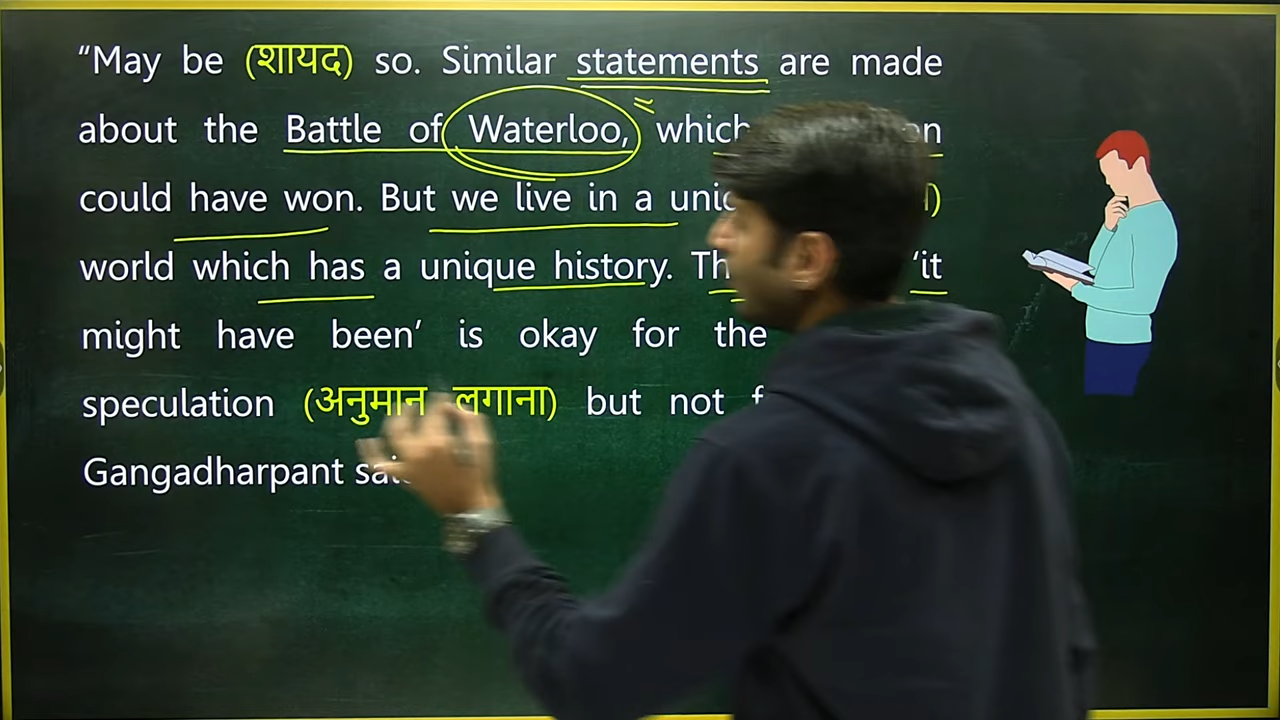 “May be (शायद) so. Similar statements are made
about the Battle of Waterloo, which
could have won. But we live in a
world which has a unique history. ‘it
might have been’ is okay for the
speculation (अनुमान लगाना) but not
Gangadharpant